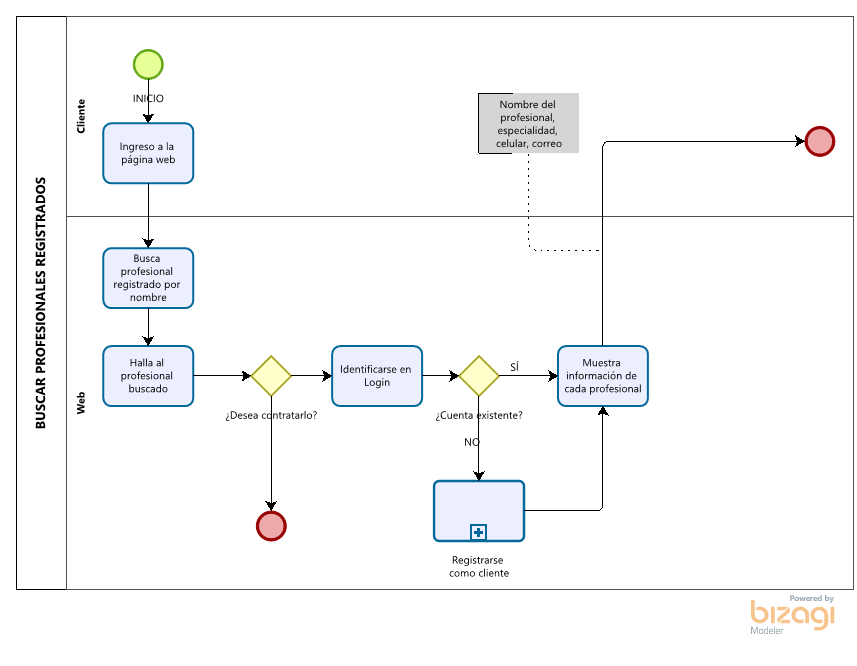 BUSCAR PROFESIONALES REGISTRADOS
Cliente
INICIO
Ingreso a la
página web
Nombre del
profesional,
especialidad,
celular, correo
Web
Busca
profesional
registrado por
nombre
Halla al
profesional
buscado
¿Desea contratarlo?
Identificarse en
Login
¿Cuenta existente?
SÍ
NO
Muestra
información de
cada profesional
Registrarse
como cliente
Powered by
bizagi
Modeler